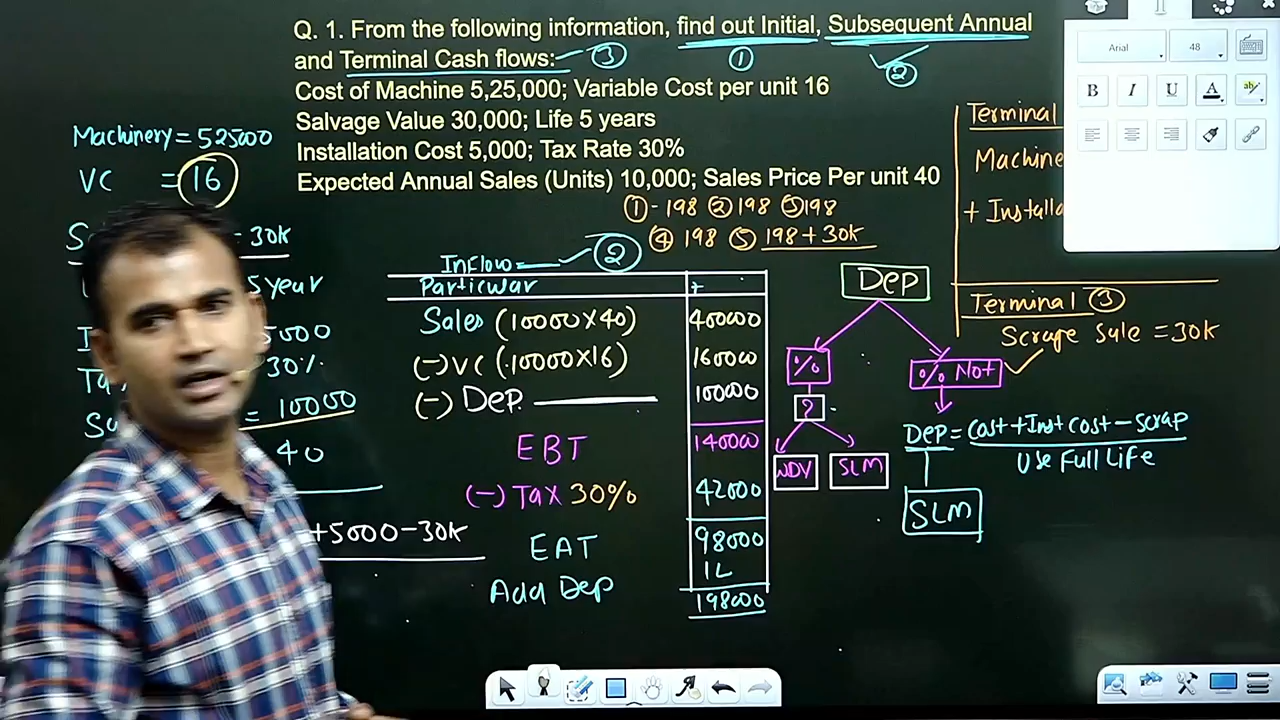 Q. 1. From the following information, find out Initial, Subsequent Annual
and Terminal Cash flows: ③ ① ②
Cost of Machine 5,25,000; Variable Cost per unit 16
Salvage Value 30,000; Life 5 years
Installation Cost 5,000; Tax Rate 30%
Expected Annual Sales (Units) 10,000; Sales Price Per unit 40
① - 198 ② 198 ③ 198
④ 198 ⑤ 198 + 30K
Machinery = 525000
VC = 16
= 30K
5 year
5000
30%
= 10000
40
+5000-30K
Inflow ②
Particular
Sales (10000×40) 400000
(-) VC (10000×16) 160000
(-) Dep. 100000
EBT 140000
(-) Tax 30% 42000
EAT 98000
Add Dep 1L
198000
Dep
% % Not
?
WDV SLM
Dep = Cost + Inst cost - Scrap
Use Full Life
SLM
Terminal
Machine
+ Install
Terminal ③
Scrape Sale = 30K
Arial 48
B I U A ab